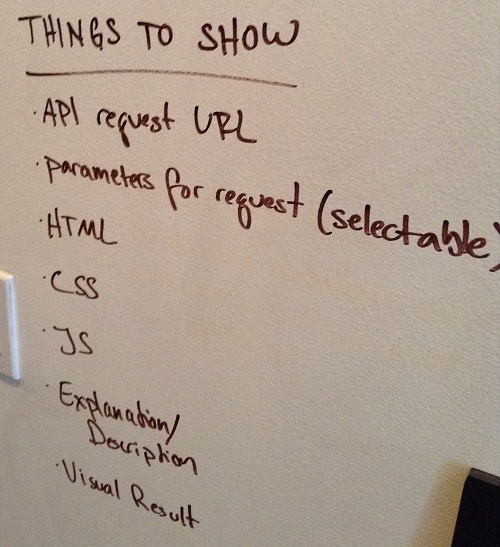 THINGS TO SHOW
· API request URL
· parameters for request (selectable)
· HTML
· CSS
· JS
· Explanation/
Description
· Visual Result